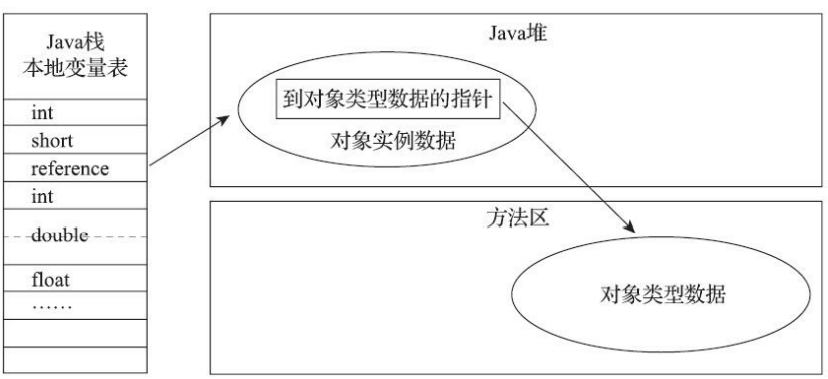 Java栈
本地变量表
int
short
reference
int
double
float
……
Java堆
到对象类型数据的指针
对象实例数据
方法区
对象类型数据